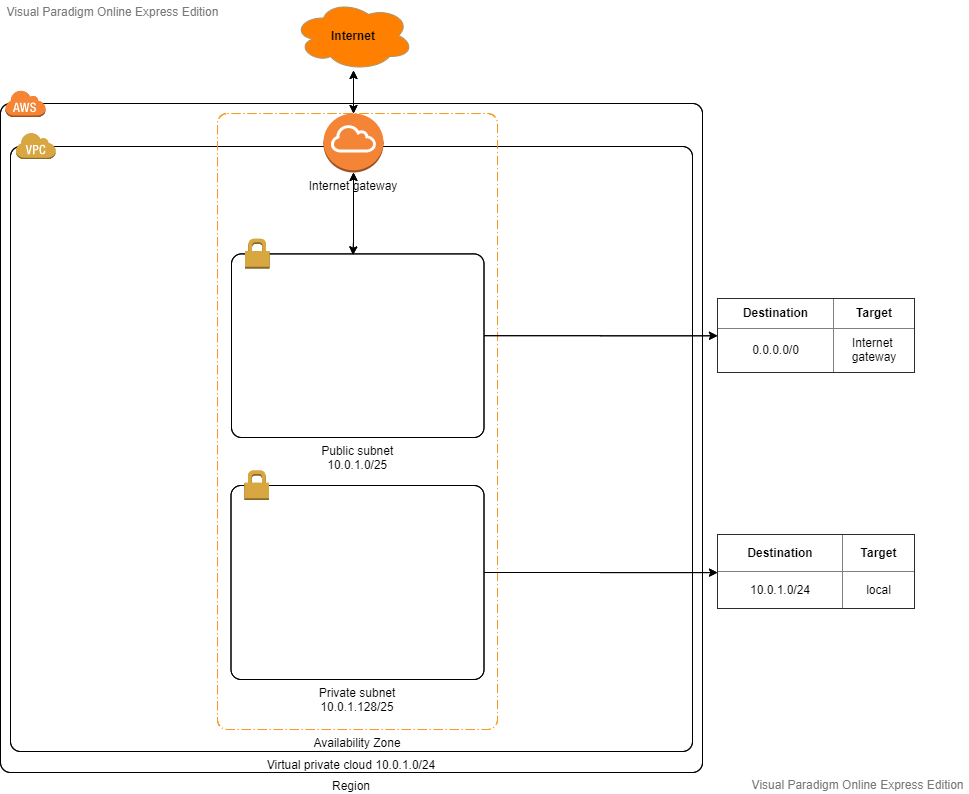 Visual Paradigm Online Express Edition
Internet
AWS
VPC
Internet gateway
Destination Target
0.0.0.0/0 Internet
gateway
Public subnet
10.0.1.0/25
Destination Target
10.0.1.0/24 local
Private subnet
10.0.1.128/25
Availability Zone
Virtual private cloud 10.0.1.0/24
Region
Visual Paradigm Online Express Edition